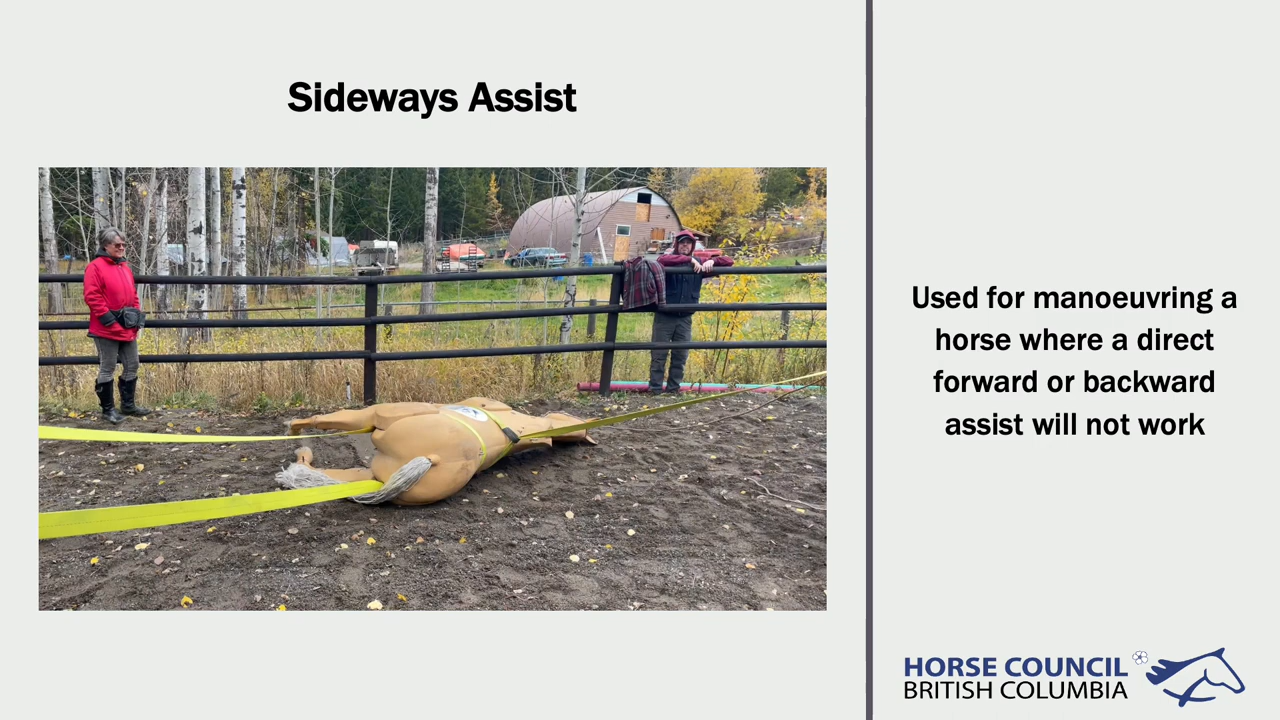 Sideways Assist
Used for manoeuvring a
horse where a direct
forward or backward
assist will not work
HORSE COUNCIL
BRITISH COLUMBIA